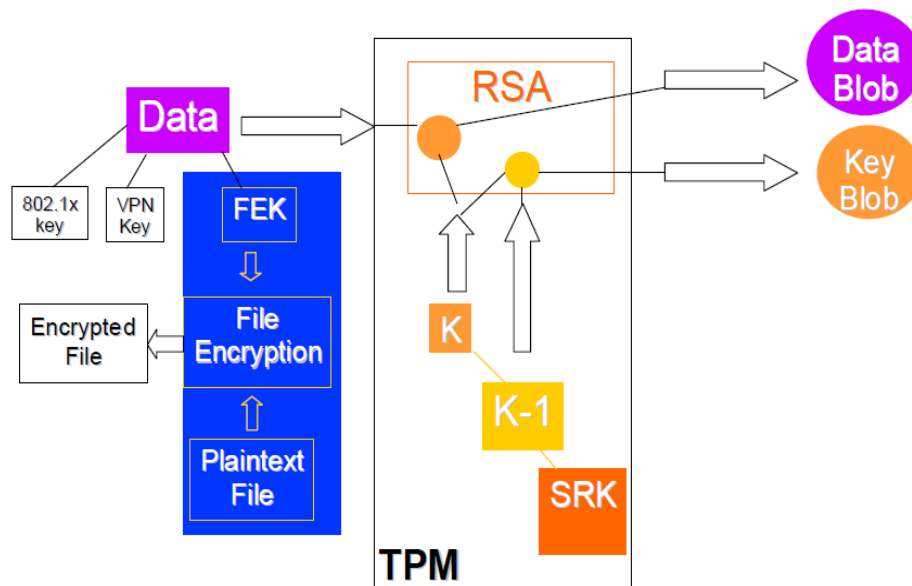 Data
802.1x
key
VPN
Key
FEK
File
Encryption
Encrypted
File
Plaintext
File
RSA
K
K-1
SRK
TPM
Data
Blob
Key
Blob